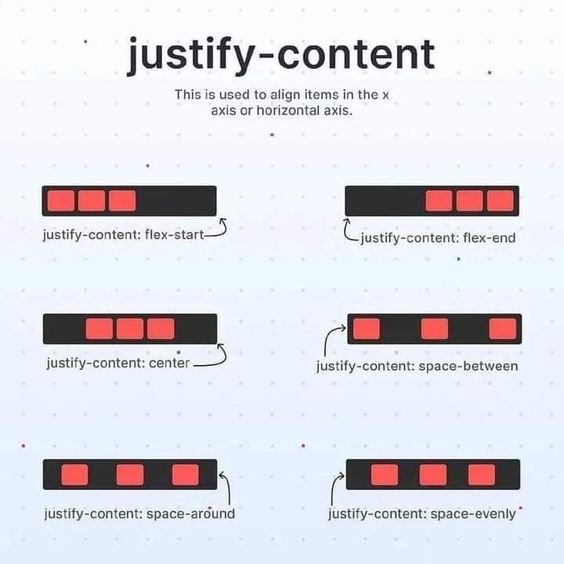 justify-content
This is used to align items in the x
axis or horizontal axis.
justify-content: flex-start
justify-content: flex-end
justify-content: center
justify-content: space-between
justify-content: space-around
justify-content: space-evenly